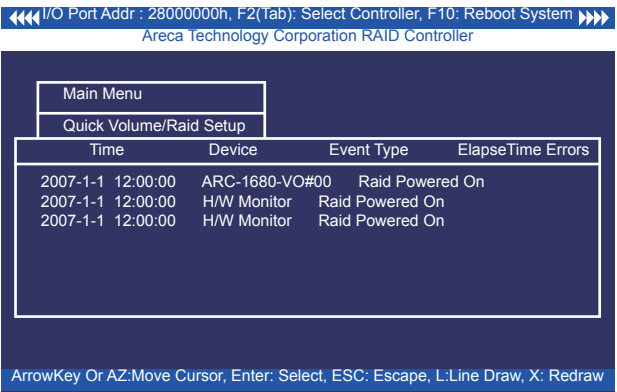 I/O Port Addr : 28000000h, F2(Tab): Select Controller, F10: Reboot System
Areca Technology Corporation RAID Controller
Main Menu
Quick Volume/Raid Setup
Time Device Event Type ElapseTime Errors
2007-1-1 12:00:00 ARC-1680-VO#00 Raid Powered On
2007-1-1 12:00:00 H/W Monitor Raid Powered On
2007-1-1 12:00:00 H/W Monitor Raid Powered On
ArrowKey Or AZ:Move Cursor, Enter: Select, ESC: Escape, L:Line Draw, X: Redraw